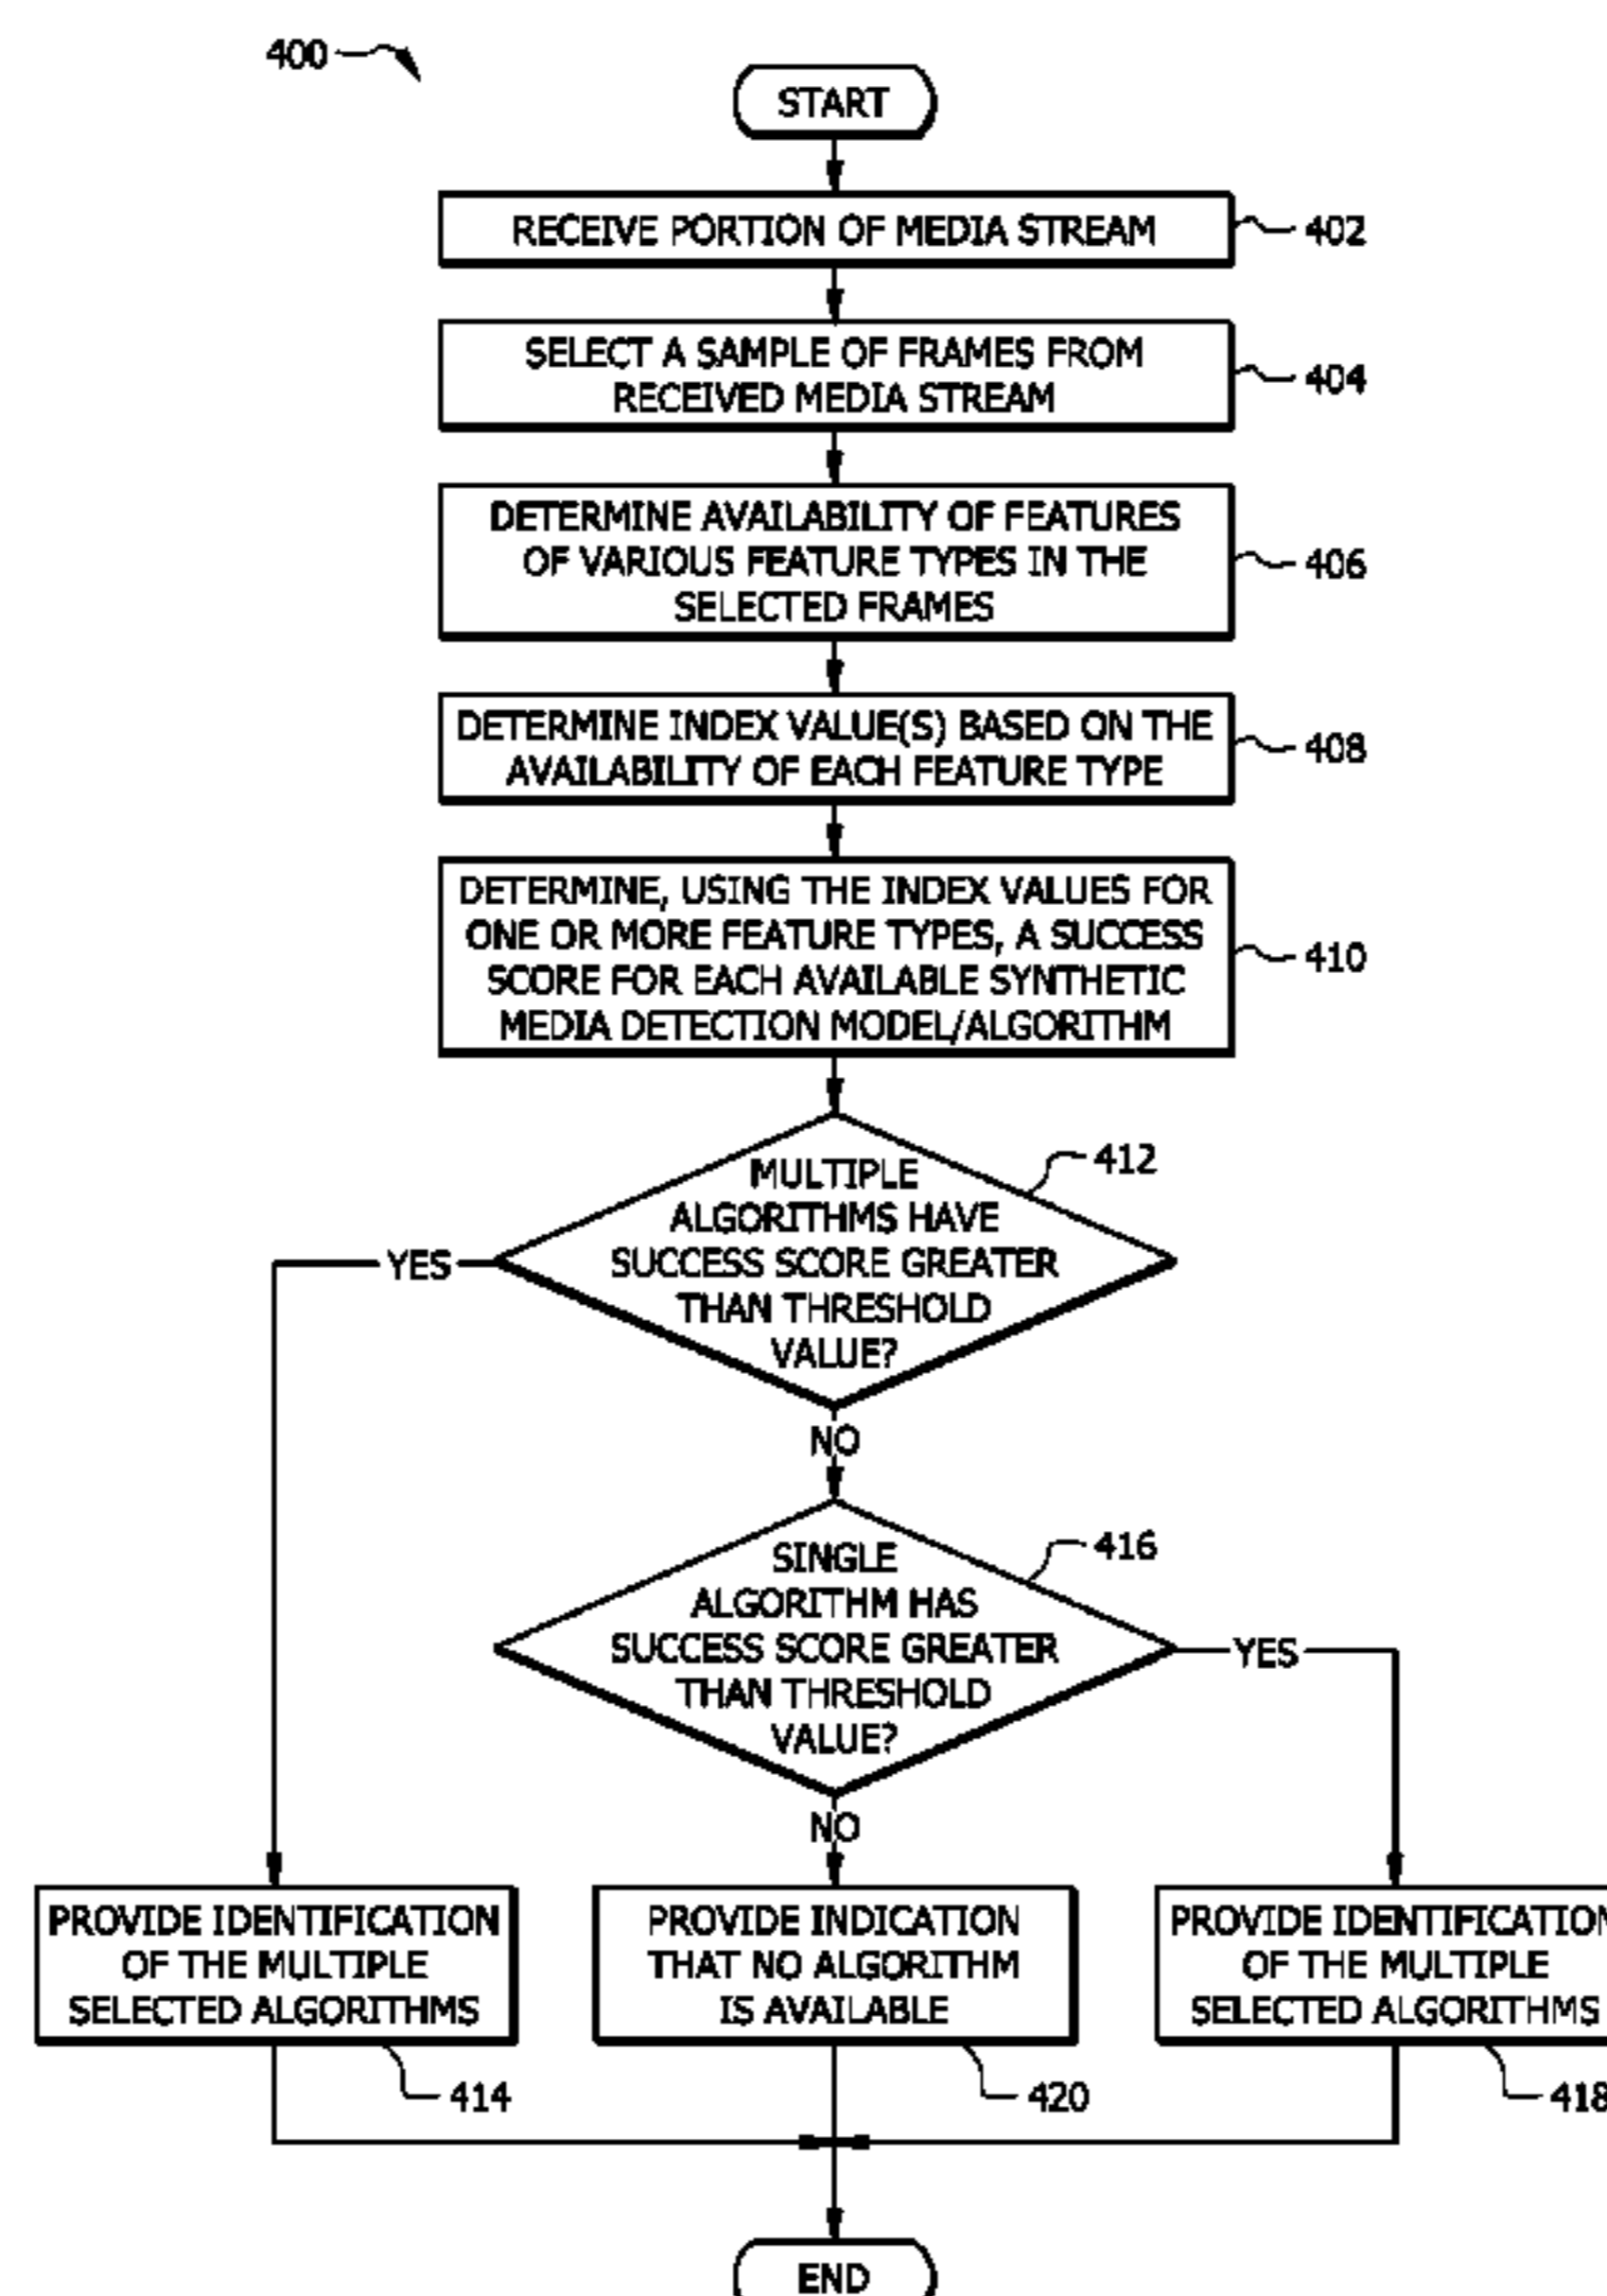 400
START
RECEIVE PORTION OF MEDIA STREAM
402
SELECT A SAMPLE OF FRAMES FROM
RECEIVED MEDIA STREAM
404
DETERMINE AVAILABILITY OF FEATURES
OF VARIOUS FEATURE TYPES IN THE
SELECTED FRAMES
406
DETERMINE INDEX VALUE(S) BASED ON THE
AVAILABILITY OF EACH FEATURE TYPE
408
DETERMINE, USING THE INDEX VALUES FOR
ONE OR MORE FEATURE TYPES, A SUCCESS
SCORE FOR EACH AVAILABLE SYNTHETIC
MEDIA DETECTION MODEL/ALGORITHM
410
MULTIPLE
ALGORITHMS HAVE
SUCCESS SCORE GREATER
THAN THRESHOLD
VALUE?
412
YES
NO
SINGLE
ALGORITHM HAS
SUCCESS SCORE GREATER
THAN THRESHOLD
VALUE?
416
YES
NO
PROVIDE IDENTIFICATION
OF THE MULTIPLE
SELECTED ALGORITHMS
414
PROVIDE INDICATION
THAT NO ALGORITHM
IS AVAILABLE
420
PROVIDE IDENTIFICATION
OF THE MULTIPLE
SELECTED ALGORITHMS
418
END